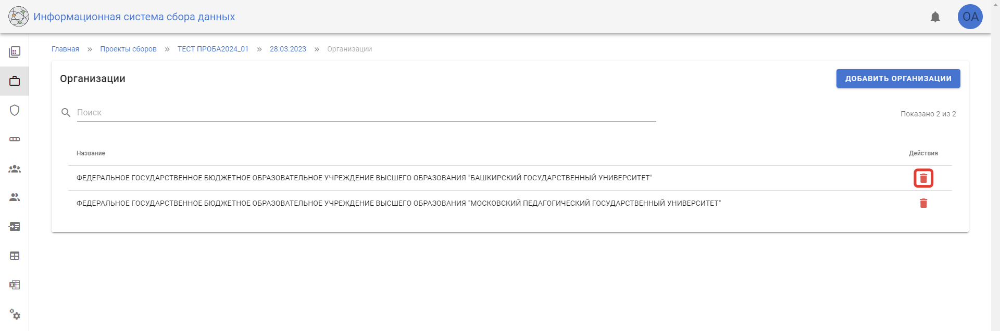 Информационная система сбора данных
ОА
Главная » Проекты сборов » ТЕСТ ПРОБА2024_01 » 28.03.2023 » Организации
Организации
ДОБАВИТЬ ОРГАНИЗАЦИИ
Поиск
Показано 2 из 2
Название Действия
ФЕДЕРАЛЬНОЕ ГОСУДАРСТВЕННОЕ БЮДЖЕТНОЕ ОБРАЗОВАТЕЛЬНОЕ УЧРЕЖДЕНИЕ ВЫСШЕГО ОБРАЗОВАНИЯ "БАШКИРСКИЙ ГОСУДАРСТВЕННЫЙ УНИВЕРСИТЕТ"
ФЕДЕРАЛЬНОЕ ГОСУДАРСТВЕННОЕ БЮДЖЕТНОЕ ОБРАЗОВАТЕЛЬНОЕ УЧРЕЖДЕНИЕ ВЫСШЕГО ОБРАЗОВАНИЯ "МОСКОВСКИЙ ПЕДАГОГИЧЕСКИЙ ГОСУДАРСТВЕННЫЙ УНИВЕРСИТЕТ"